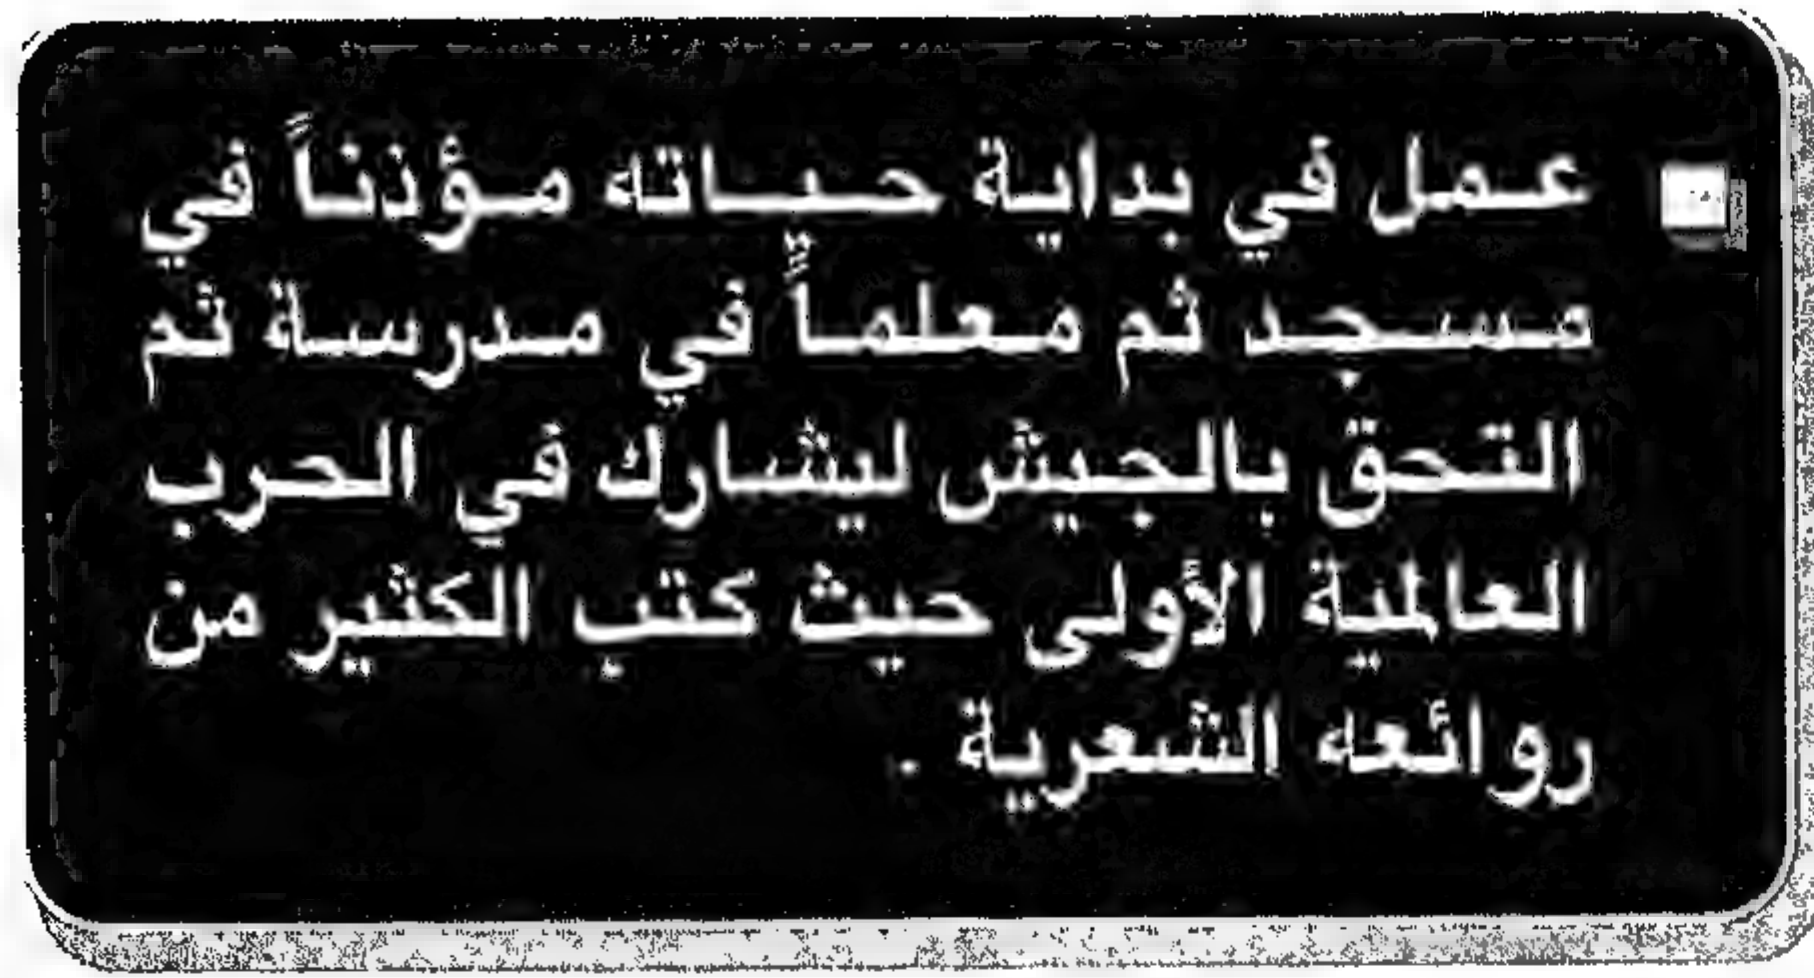 ■ عمل في بداية حياته مؤذناً في
مسجد ثم معلماً في مدرسة ثم
التحق بالجيش ليشارك في الحرب
العالمية الأولى حيث كتب الكثير من
روائعه الشعرية .